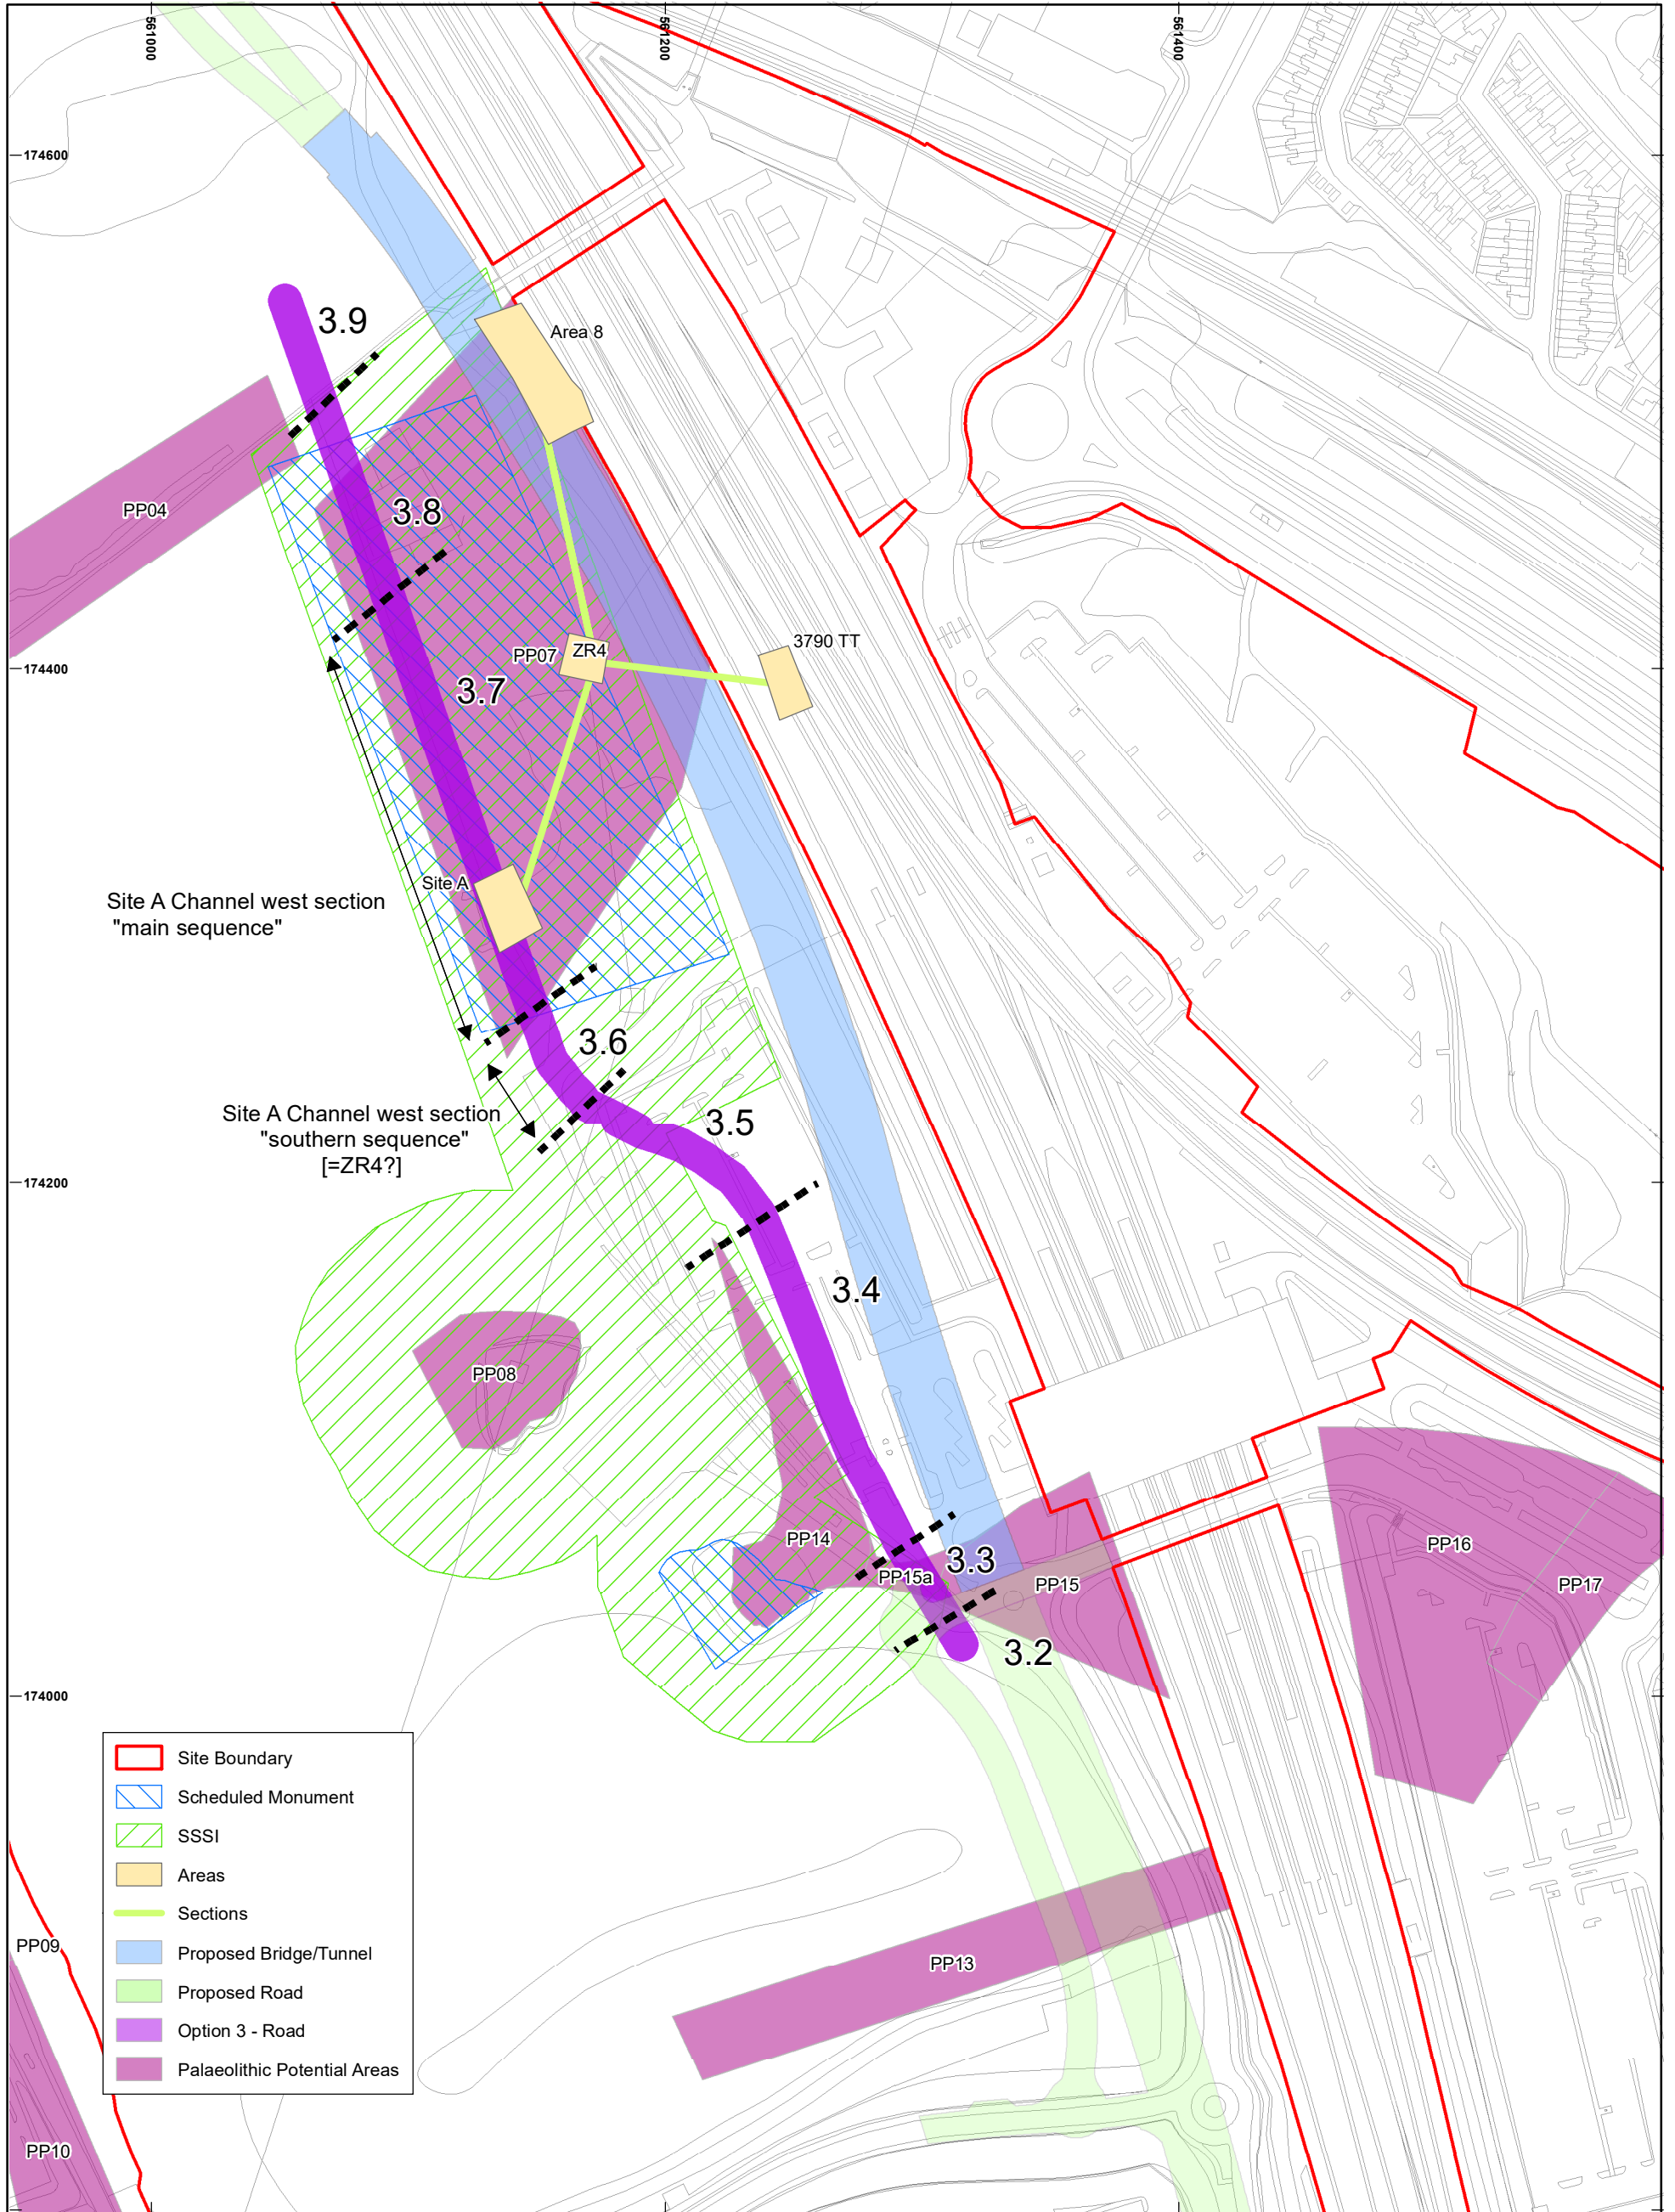 561000
561200
561400
174600
3.9
Area 8
PP04
3.8
3790 TT
ZR4
PP07
174400
3.7
Site A
Site A Channel west section
"main sequence"
3.6
Site A Channel west section
"southern sequence"
[=ZR4?]
3.5
174200
3.4
PP08
PP14
3.3
PP15a
PP15
PP16
PP17
3.2
174000
Site Boundary
Scheduled Monument
SSSI
Areas
Sections
Proposed Bridge/Tunnel
Proposed Road
Option 3 - Road
Palaeolithic Potential Areas
PP09
PP13
PP10